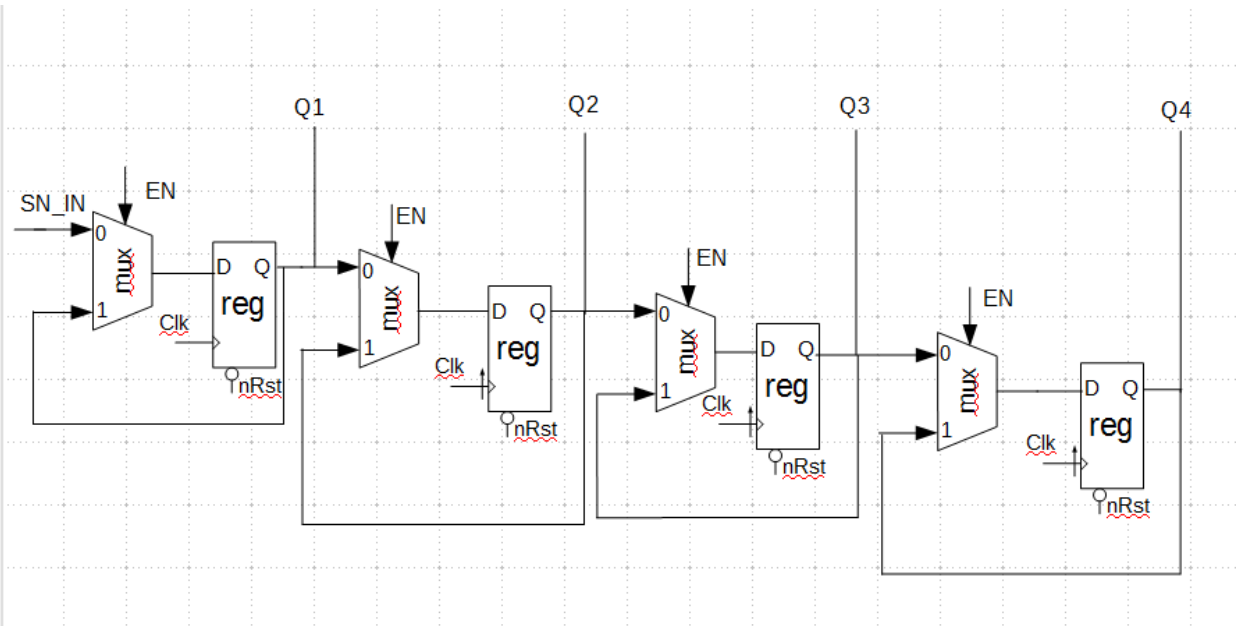 Q1
Q2
Q3
Q4
SN_IN
EN
0
mux
1
D Q
reg
Clk
nRst
EN
0
mux
1
D Q
reg
Clk
nRst
EN
0
mux
1
D Q
reg
Clk
nRst
EN
0
mux
1
D Q
reg
Clk
nRst